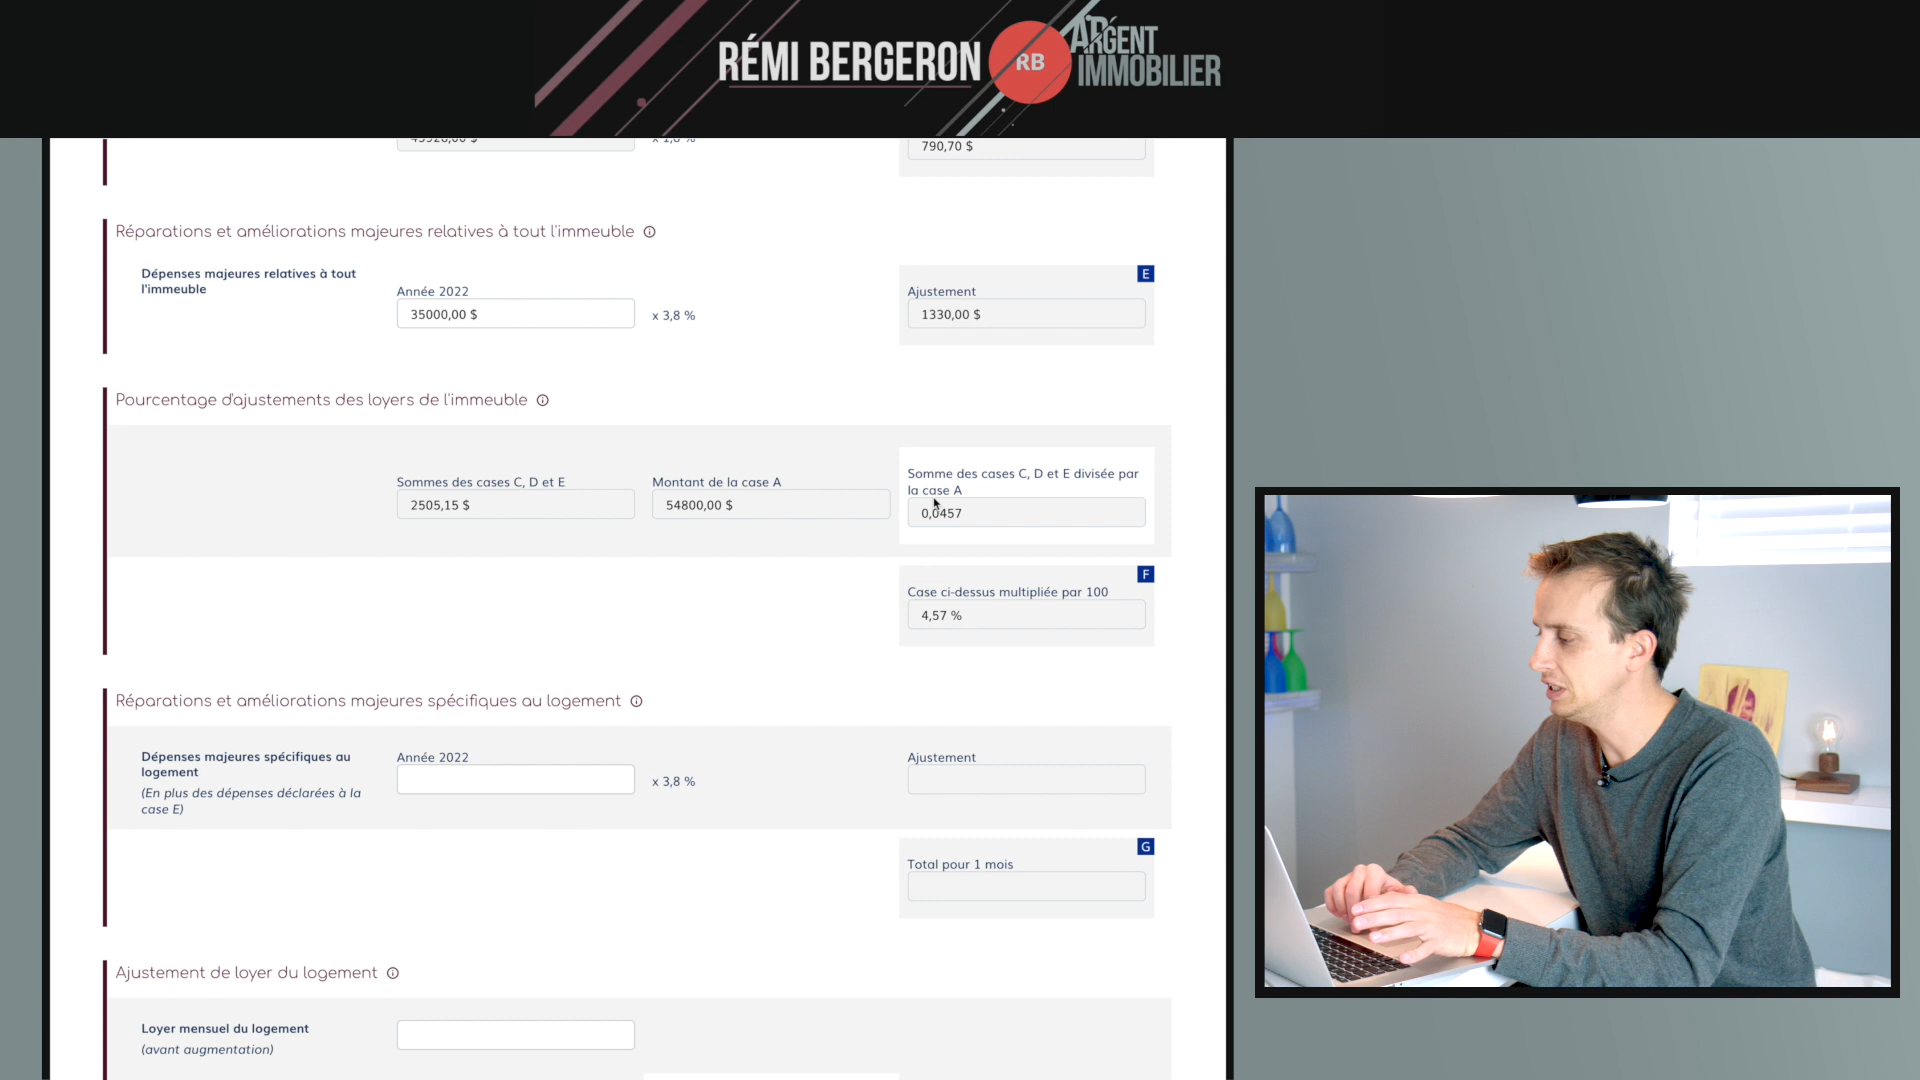 RÉMI BERGERON
RB
ARGENT
IMMOBILIER
790,70 $
Réparations et améliorations majeures relatives à tout l'immeuble
Dépenses majeures relatives à tout
l'immeuble
Année 2022
35000,00 $
x 3,8 %
E
Ajustement
1330,00 $
Pourcentage d'ajustements des loyers de l'immeuble
Sommes des cases C, D et E
2505,15 $
Montant de la case A
54800,00 $
Somme des cases C, D et E divisée par
la case A
0,0457
F
Case ci-dessus multipliée par 100
4,57 %
Réparations et améliorations majeures spécifiques au logement
Dépenses majeures spécifiques au
logement
(En plus des dépenses déclarées à la
case E)
Année 2022
x 3,8 %
Ajustement
G
Total pour 1 mois
Ajustement de loyer du logement
Loyer mensuel du logement
(avant augmentation)